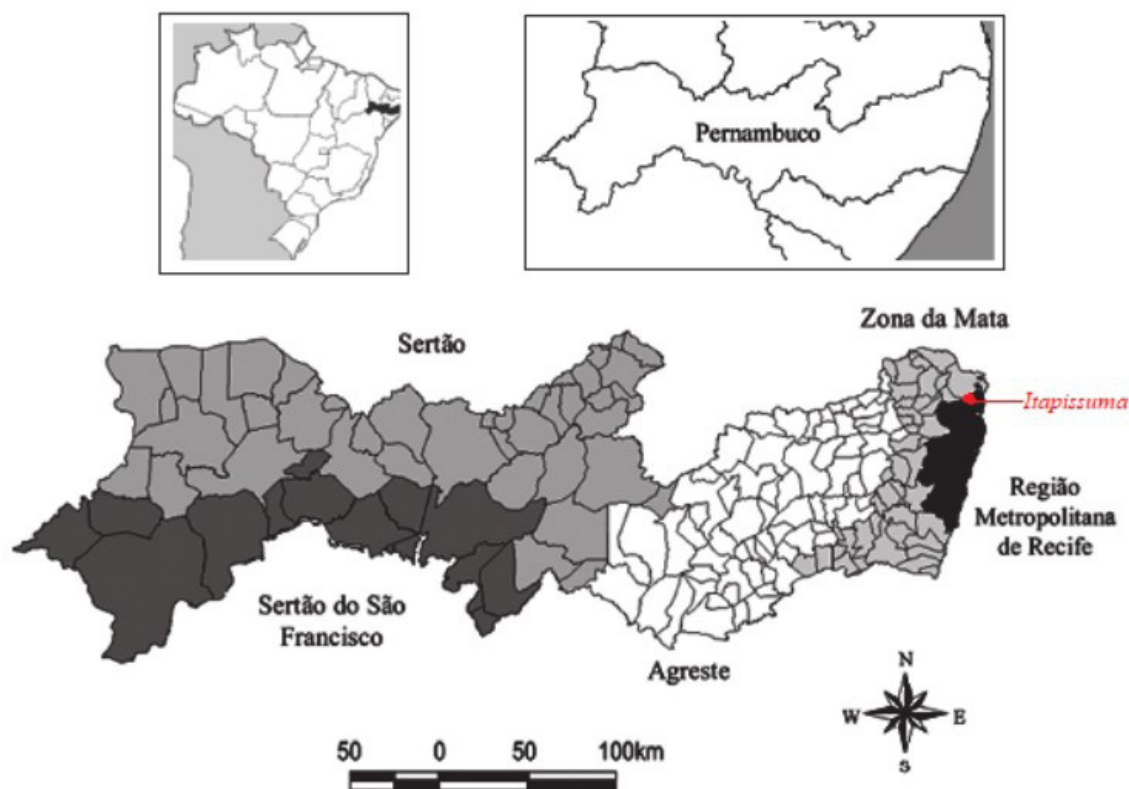 Pernambuco
Zona da Mata
Sertão
Itapissuma
Região
Metropolitana
de Recife
Sertão do São
Francisco
Agreste
N
W E
S
50 0 50 100km